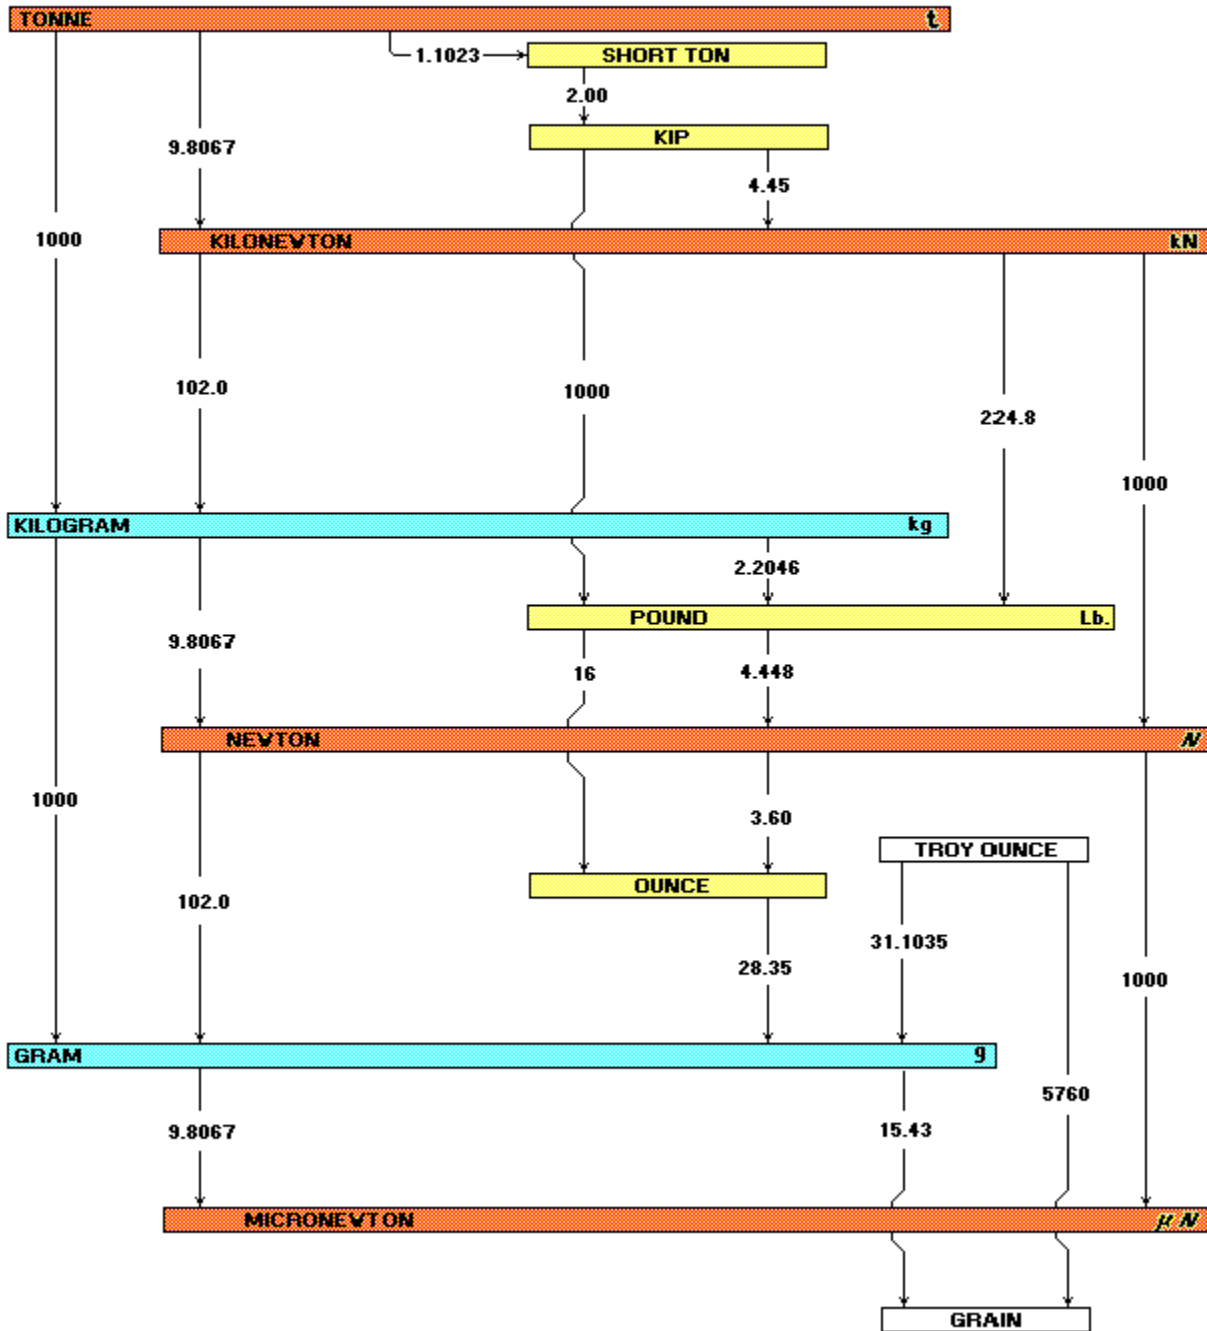 TONNE t
1.1023 SHORT TON
2.00
KIP
9.8067
4.45
1000 KILONEWTON kN
102.0 1000
224.8
1000
KILOGRAM kg
2.2046
POUND Lb.
9.8067
16 4.448
NEWTON N
1000
3.60
TROY OUNCE
OUNCE
102.0
31.1035
28.35
1000
GRAM g
5760
9.8067 15.43
MICRONEWTON µ N
GRAIN